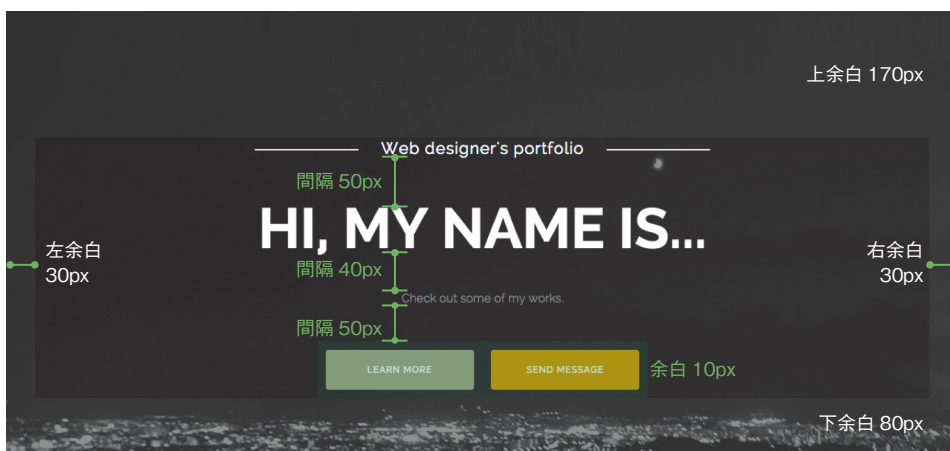 上余白 170px
Web designer's portfolio
間隔 50px
HI, MY NAME IS...
左余白
30px
右余白
30px
間隔 40px
Check out some of my works.
間隔 50px
LEARN MORE
SEND MESSAGE
余白 10px
下余白 80px